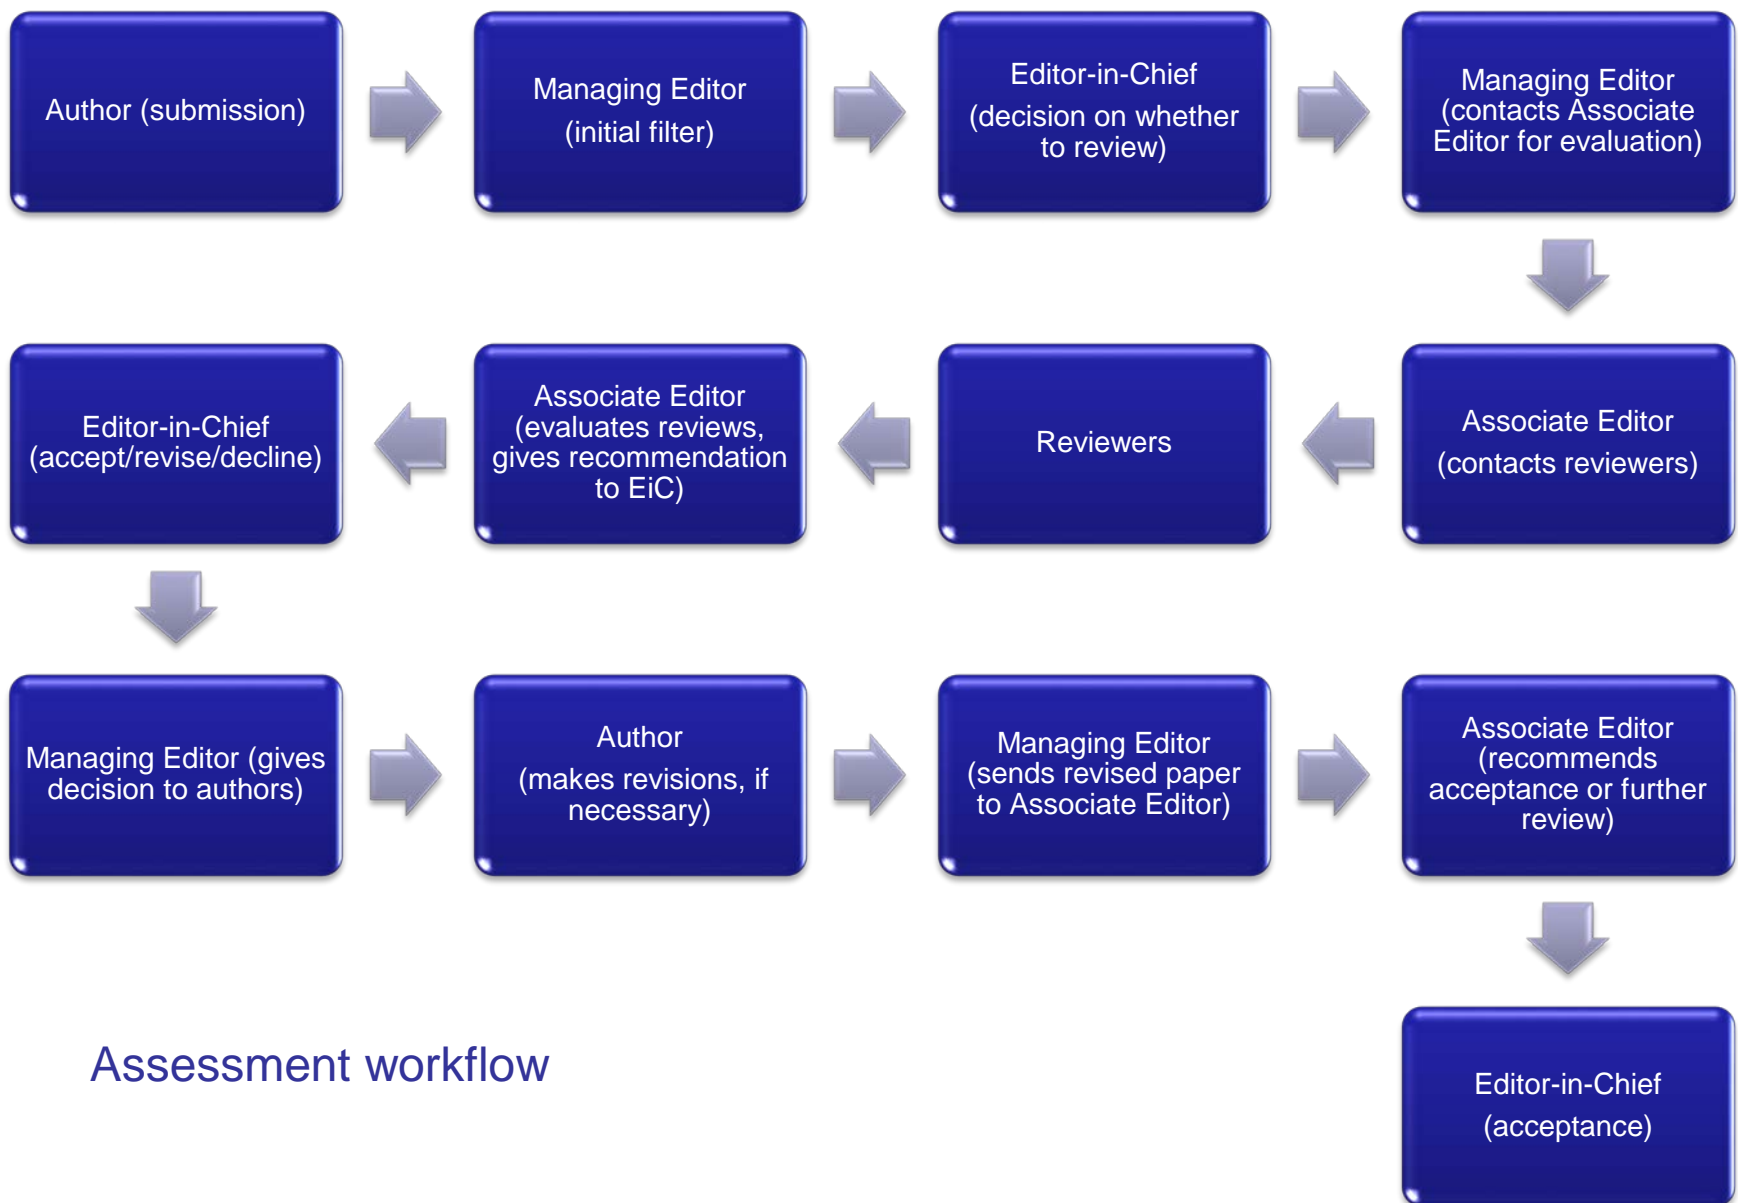 Author (submission)
Managing Editor
(initial filter)
Editor-in-Chief
(decision on whether
to review)
Managing Editor
(contacts Associate
Editor for evaluation)
Associate Editor
(contacts reviewers)
Reviewers
Associate Editor
(evaluates reviews,
gives recommendation
to EiC)
Editor-in-Chief
(accept/revise/decline)
Managing Editor (gives
decision to authors)
Author
(makes revisions, if
necessary)
Managing Editor
(sends revised paper
to Associate Editor)
Associate Editor
(recommends
acceptance or further
review)
Editor-in-Chief
(acceptance)
Assessment workflow